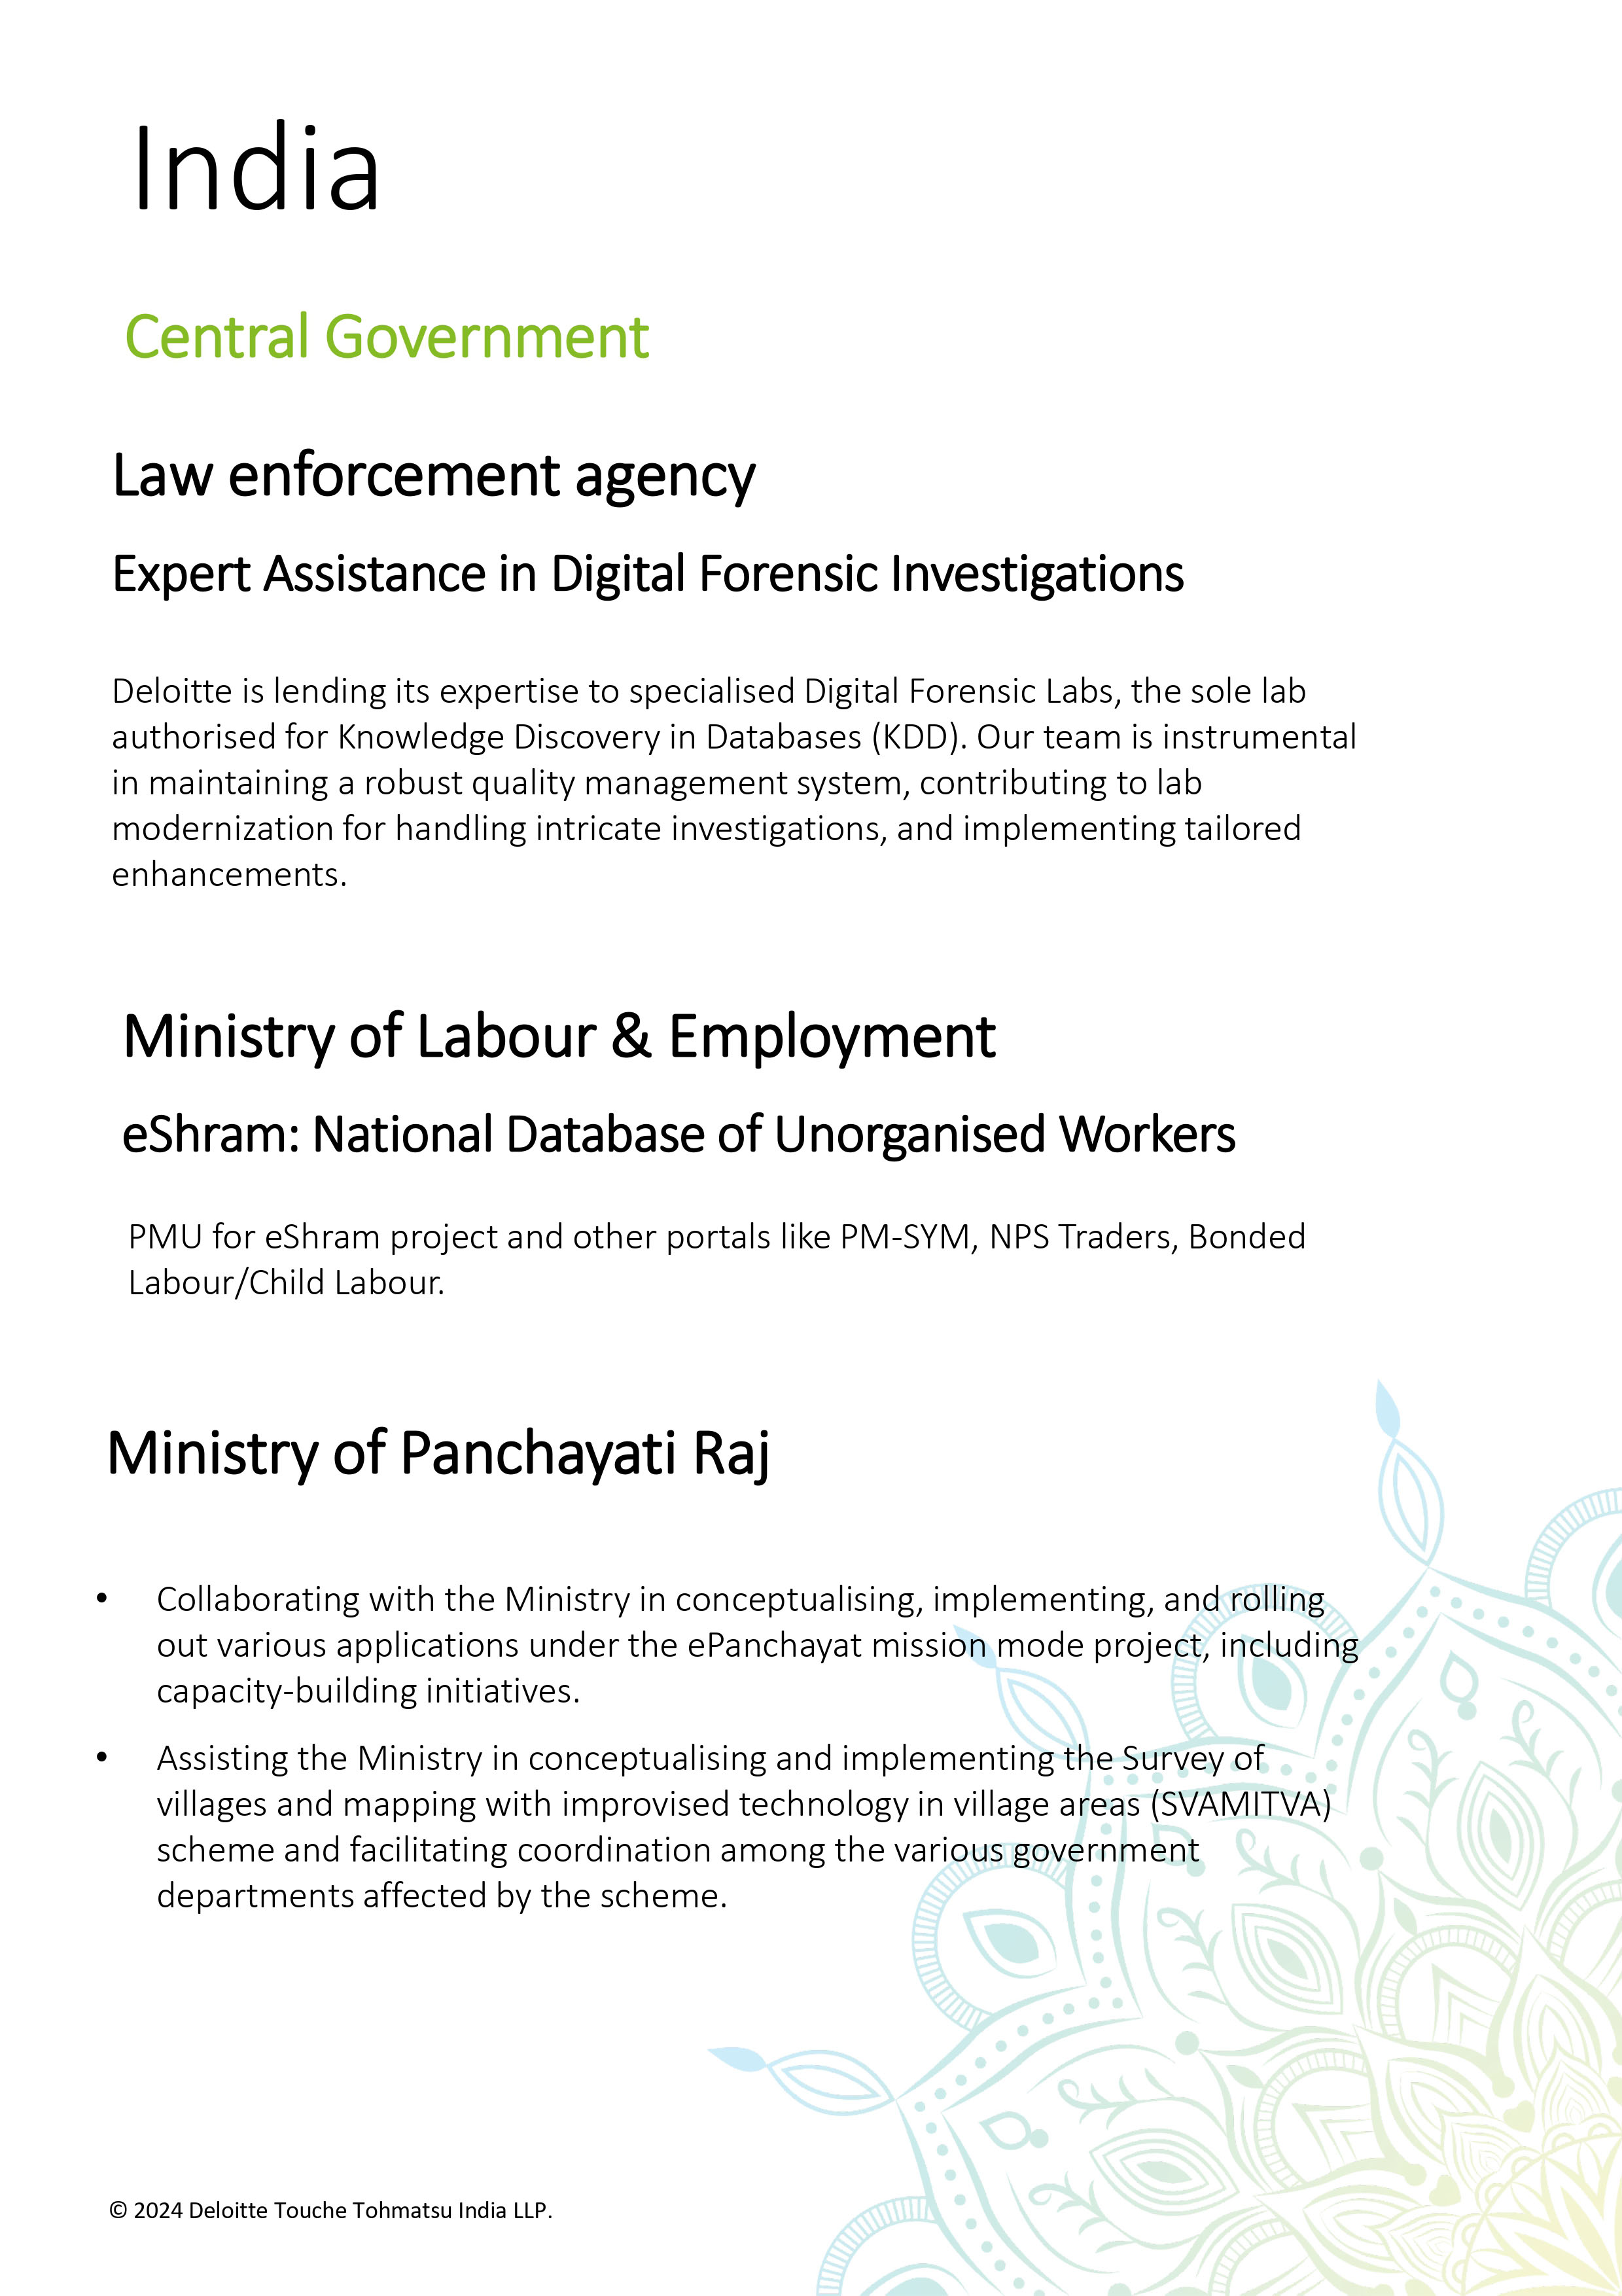 India
Central Government
Law enforcement agency
Expert Assistance in Digital Forensic Investigations
Deloitte is lending its expertise to specialised Digital Forensic Labs, the sole lab
authorised for Knowledge Discovery in Databases (KDD). Our team is instrumental
in maintaining a robust quality management system, contributing to lab
modernization for handling intricate investigations, and implementing tailored
enhancements.
Ministry of Labour & Employment
eShram: National Database of Unorganised Workers
PMU for eShram project and other portals like PM-SYM, NPS Traders, Bonded
Labour/Child Labour.
Ministry of Panchayati Raj
• Collaborating with the Ministry in conceptualising, implementing, and rolling
out various applications under the ePanchayat mission mode project, including
capacity-building initiatives.
• Assisting the Ministry in conceptualising and implementing the Survey of
villages and mapping with improvised technology in village areas (SVAMITVA)
scheme and facilitating coordination among the various government
departments affected by the scheme.
© 2024 Deloitte Touche Tohmatsu India LLP.